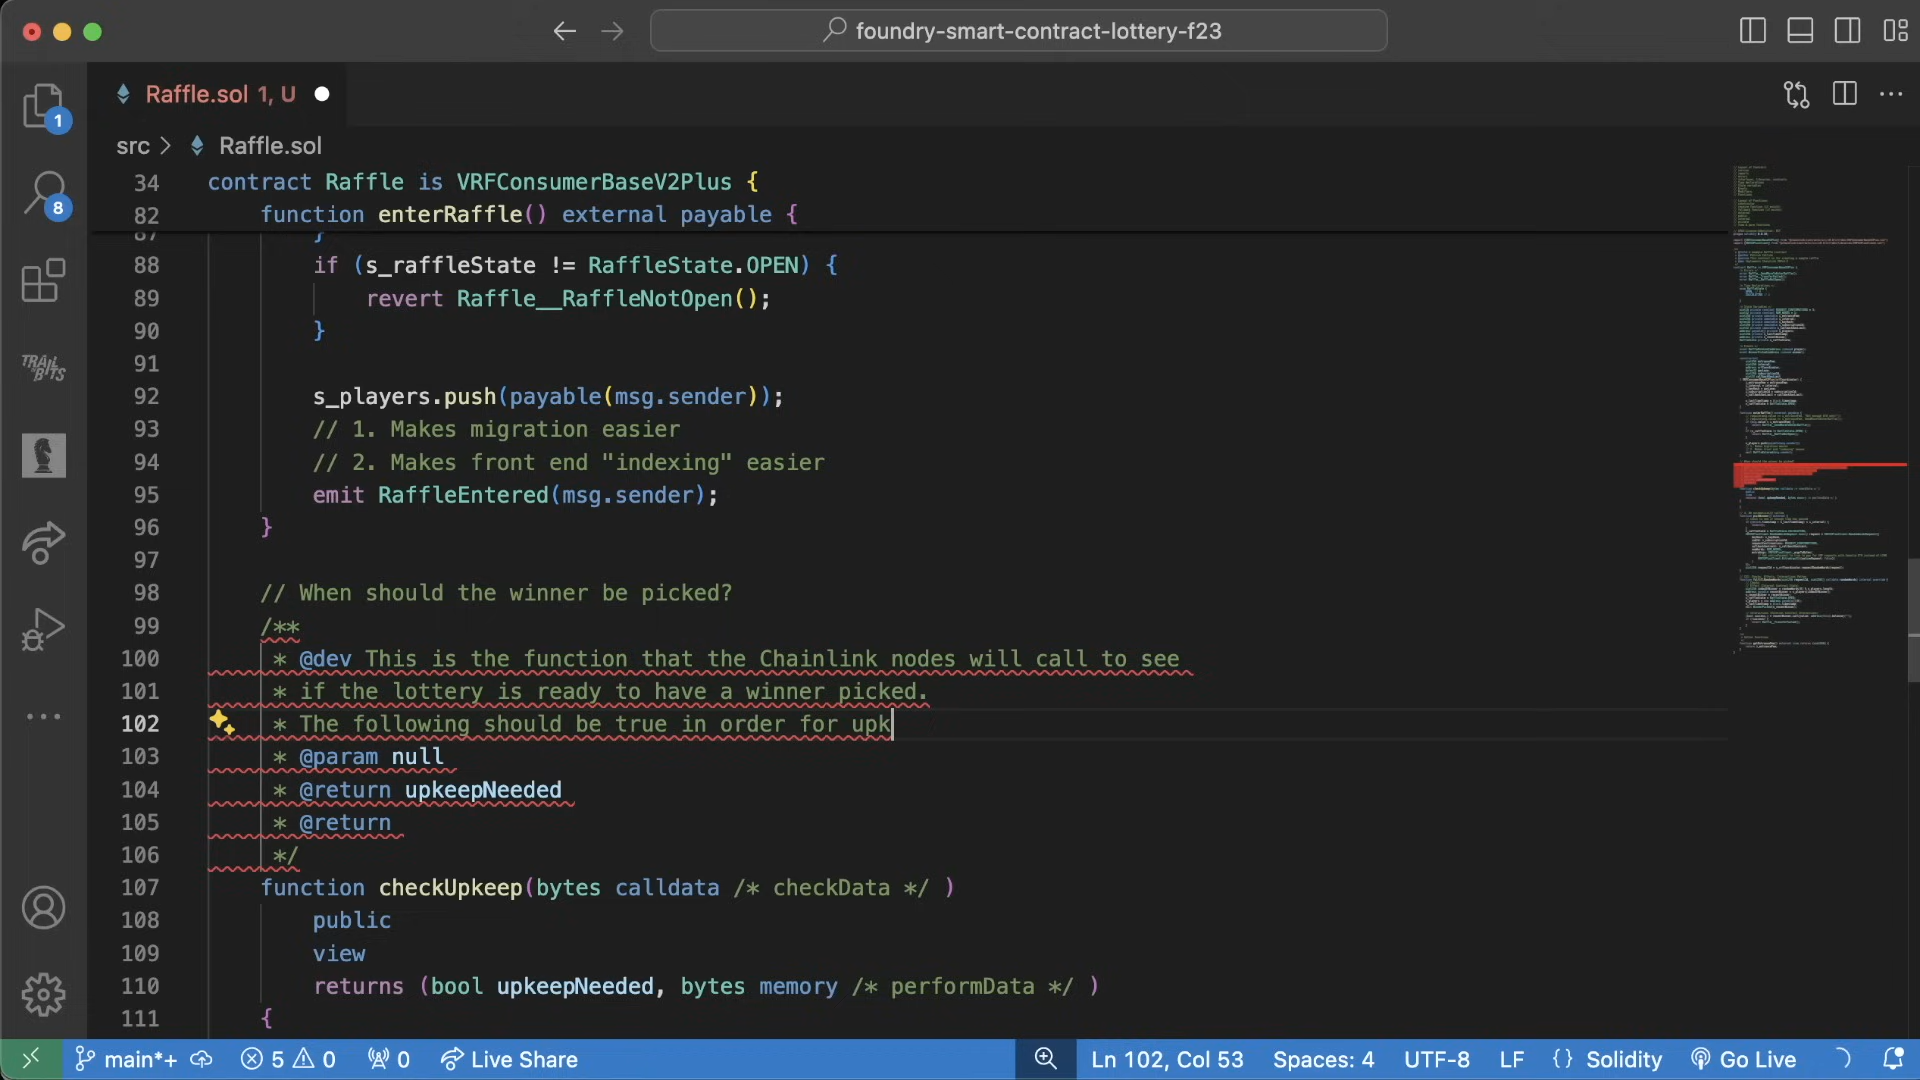 foundry-smart-contract-lottery-f23
Raffle.sol 1, U
src > Raffle.sol
34 contract Raffle is VRFConsumerBaseV2Plus {
82 function enterRaffle() external payable {
87 }
88 if (s_raffleState != RaffleState.OPEN) {
89 revert Raffle__RaffleNotOpen();
90 }
91
92 s_players.push(payable(msg.sender));
93 // 1. Makes migration easier
94 // 2. Makes front end "indexing" easier
95 emit RaffleEntered(msg.sender);
96 }
97
98 // When should the winner be picked?
99 /**
100 * @dev This is the function that the Chainlink nodes will call to see
101 * if the lottery is ready to have a winner picked.
102 * The following should be true in order for upk
103 * @param null
104 * @return upkeepNeeded
105 * @return
106 */
107 function checkUpkeep(bytes calldata /* checkData */ )
108 public
109 view
110 returns (bool upkeepNeeded, bytes memory /* performData */ )
111 {
1
8
TRAIL OF BITS
main*+ 5 0 0 Live Share Ln 102, Col 53 Spaces: 4 UTF-8 LF {} Solidity Go Live